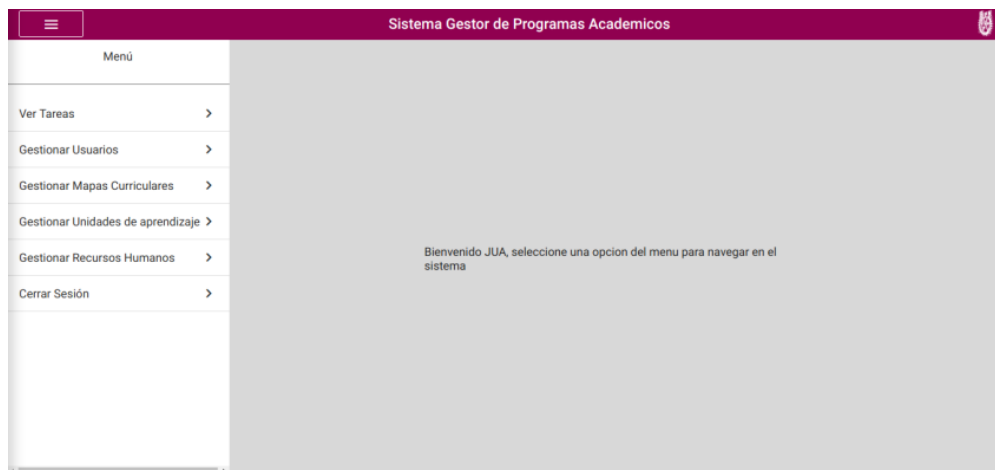 Sistema Gestor de Programas Academicos
Menú
Ver Tareas
Gestionar Usuarios
Gestionar Mapas Curriculares
Gestionar Unidades de aprendizaje
Gestionar Recursos Humanos
Cerrar Sesión
Bienvenido JUA, seleccione una opcion del menu para navegar en el
sistema